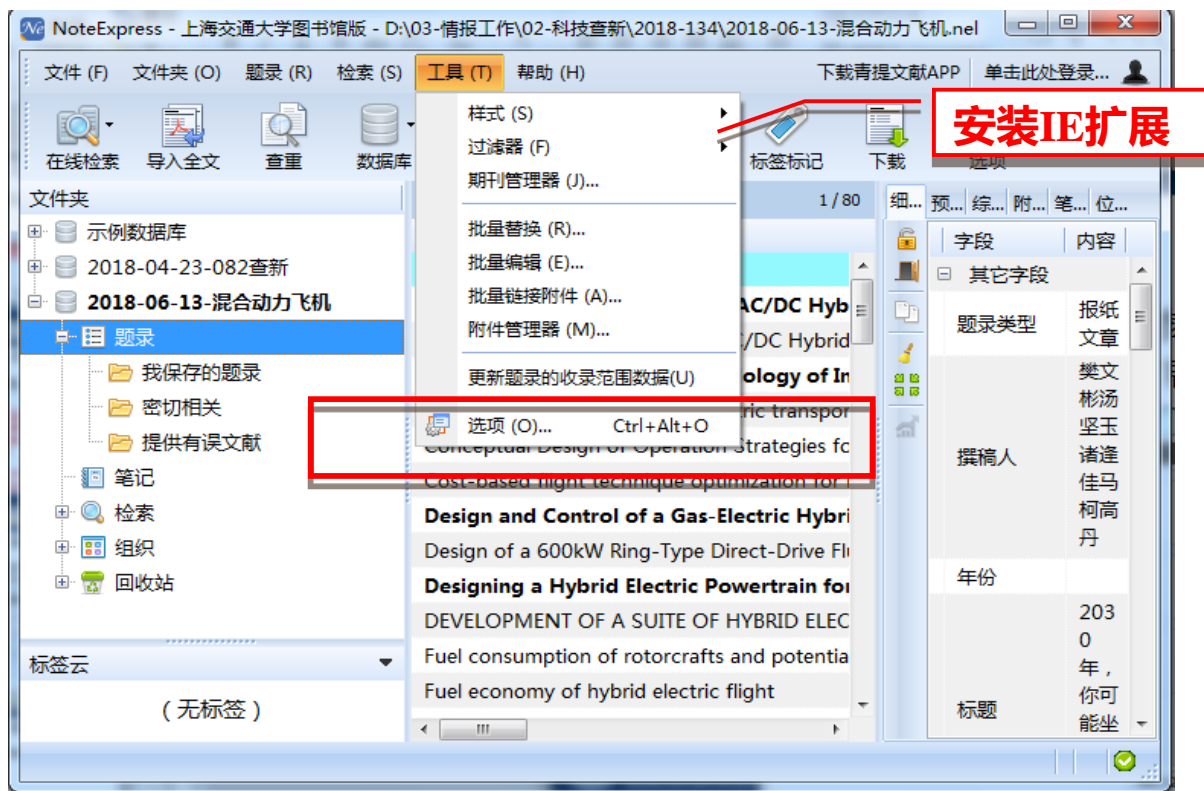 NoteExpress - 上海交通大学图书馆版 - D:\03-情报工作\02-科技查新\2018-134\2018-06-13-混合动力飞机.nel
文件 (F) 文件夹 (O) 题录 (R) 检索 (S) 工具 (T) 帮助 (H) 下载青提文献APP 单击此处登录...
在线检索 导入全文 查重 数据库 标签标记 下载 选项
安装IE扩展
样式 (S)
过滤器 (F)
期刊管理器 (J)...
批量替换 (R)...
批量编辑 (E)...
批量链接附件 (A)...
附件管理器 (M)...
更新题录的收录范围数据(U)
选项 (O)... Ctrl+Alt+O
文件夹
示例数据库
2018-04-23-082查新
2018-06-13-混合动力飞机
题录
我保存的题录
密切相关
提供有误文献
笔记
检索
组织
回收站
标签云
( 无标签 )
1 / 80
AC/DC Hyb
/DC Hybrid
ology of In
ric transpor
Conceptual Design of Operation Strategies fo
Cost-based flight technique optimization for
Design and Control of a Gas-Electric Hybri
Design of a 600kW Ring-Type Direct-Drive Flu
Designing a Hybrid Electric Powertrain for
DEVELOPMENT OF A SUITE OF HYBRID ELEC
Fuel consumption of rotorcrafts and potentia
Fuel economy of hybrid electric flight
细... 预... 综... 附... 笔... 位...
字段 内容
其它字段
题录类型 报纸
文章
撰稿人 樊文
彬汤
坚玉
诸逢
佳马
柯高
丹
年份
标题 203
0
年，
你可
能坐